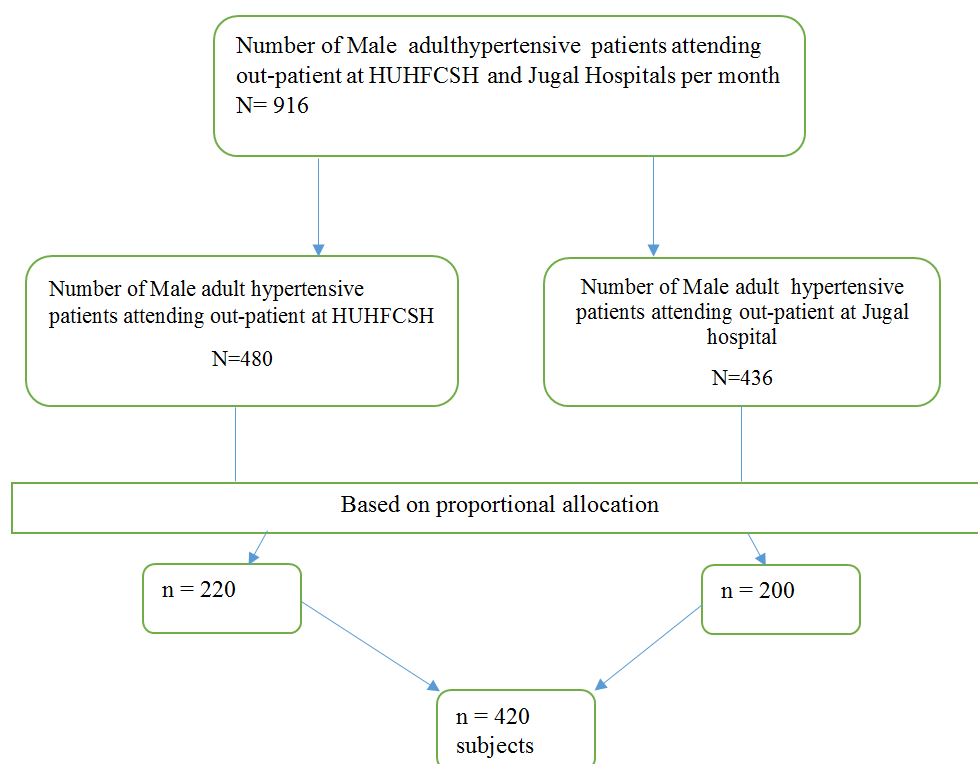 Number of Male adulthypertensive patients attending
out-patient at HUHFCSH and Jugal Hospitals per month
N= 916
Number of Male adult hypertensive
patients attending out-patient at HUHFCSH
N=480
Number of Male adult hypertensive
patients attending out-patient at Jugal
hospital
N=436
Based on proportional allocation
n = 220
n = 200
n = 420
subjects